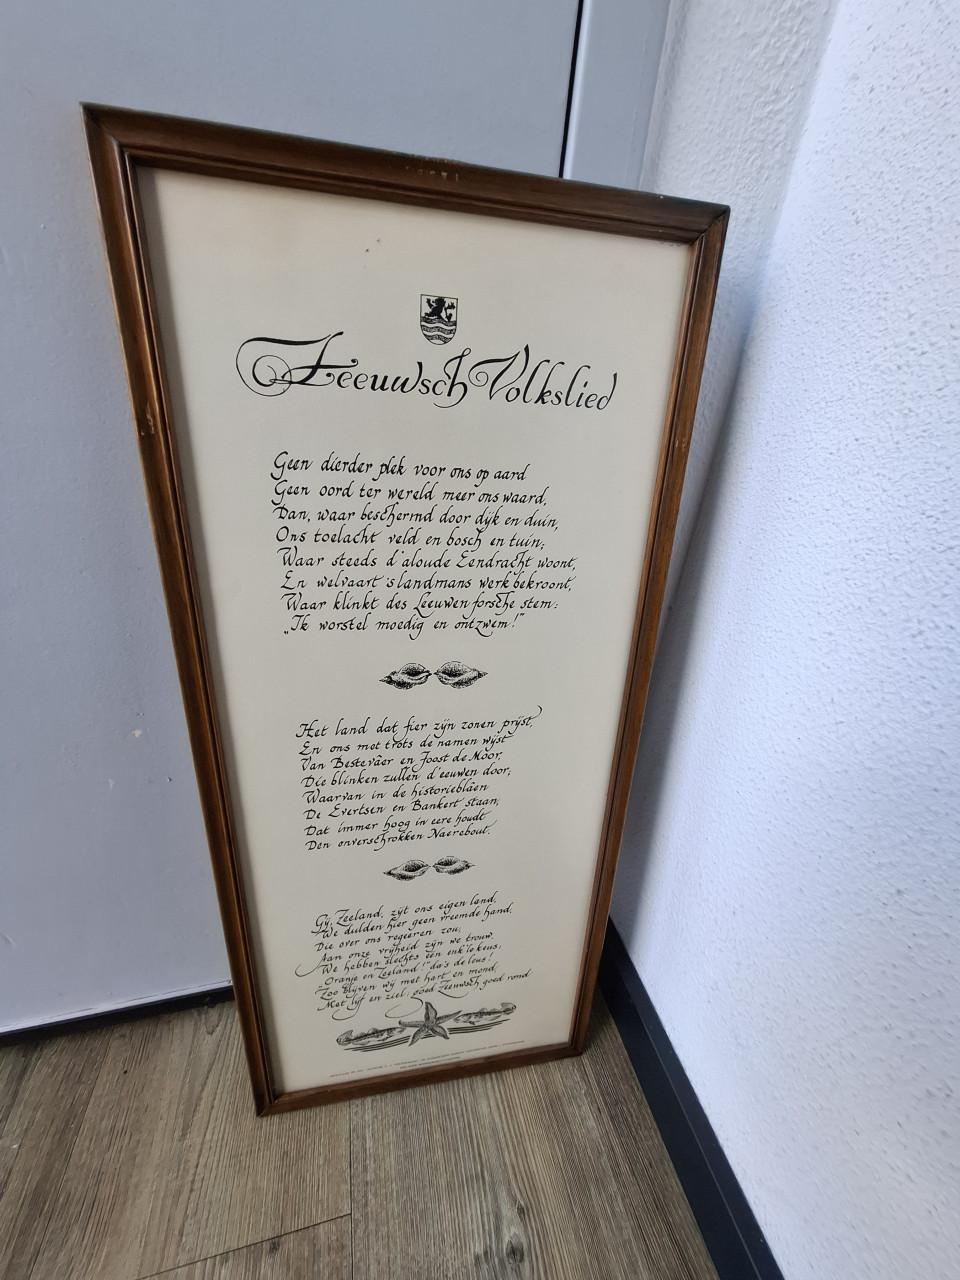 Zeeuwsch Volkslied
Geen dierder plek voor ons op aard
Geen oord ter wereld meer ons waard,
Dan, waar beschermd door dijk en duin,
Ons toelacht veld en bosch en tuin;
Waar steeds d'aloude Eendracht woont,
En welvaart 's landmans werk bekroont,
Waar klinkt des Leeuwen forsche stem:
„Ik worstel moedig en ontzwem!"
Het land dat fier zijn zonen prijst,
En ons met trots de namen wijst
Van Bestevâer en Joost de Moor,
Die blinken zullen d'eeuwen door;
Waarvan in de historieblâen
De Evertsen en Bankert staan,
Dat immer hoog in eere houdt
Den onverschrokken Naerebout.
Gij, Zeeland, zijt ons eigen land,
We dulden hier geen vreemde hand,
Die over ons regeeren zou,
Aan onze vrijheid zijn we trouw.
We hebben slechts één enk'le keus;
„Oranje en Zeeland!" da's de leus!
Zoo blijven wij met hart en mond,
Met lijf en ziel: goed Zeeuwsch goed rond